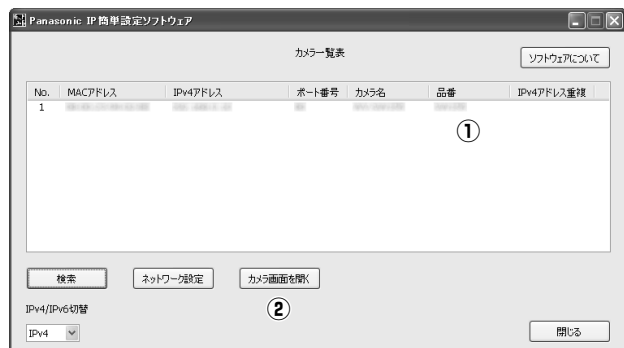 Panasonic IP簡単設定ソフトウェア
カメラ一覧表
ソフトウェアについて
No. MACアドレス IPv4アドレス ポート番号 カメラ名 品番 IPv4アドレス重複
1
①
検索 ネットワーク設定 カメラ画面を開く
②
IPv4/IPv6切替
IPv4 閉じる